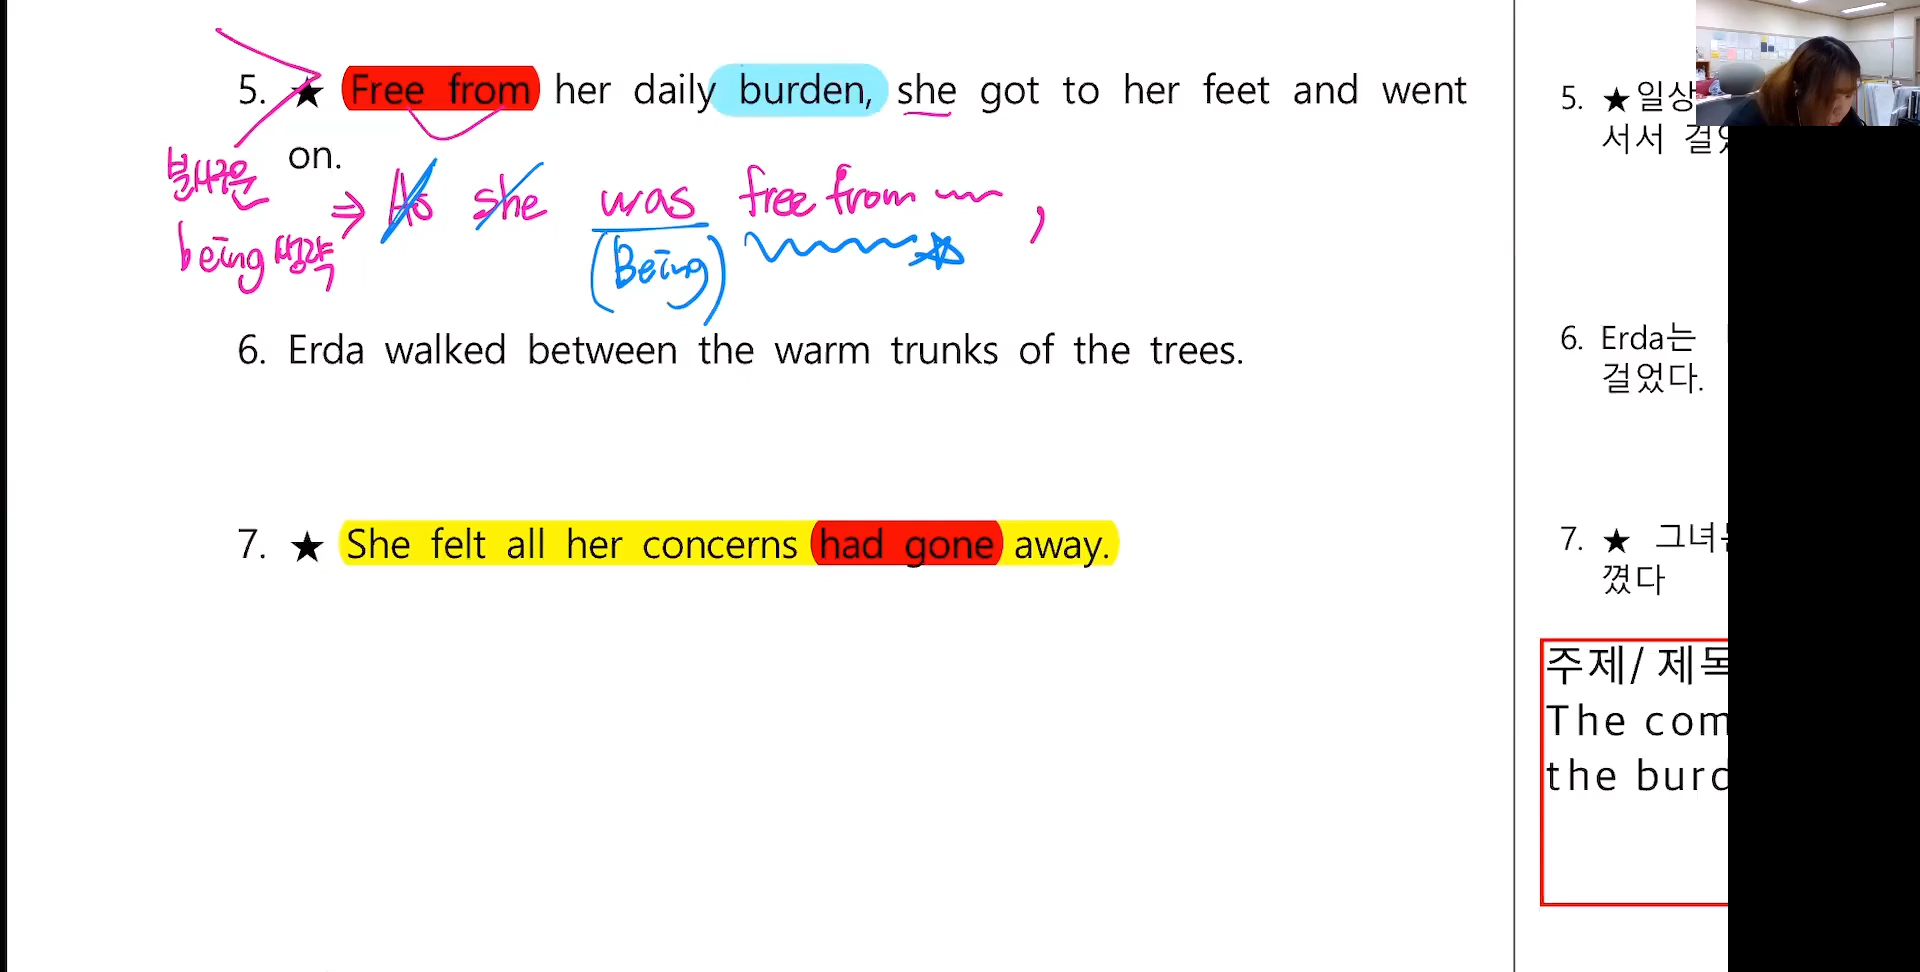 5. ★ Free from her daily burden, she got to her feet and went
on.
분사구문
being 생략
⇒ As she was free from ,
(Being)
6. Erda walked between the warm trunks of the trees.
7. ★ She felt all her concerns had gone away.
5. ★일상
서서 걸었
6. Erda는
걸었다.
7. ★ 그녀는
꼈다
주제/ 제목
The com
the burd